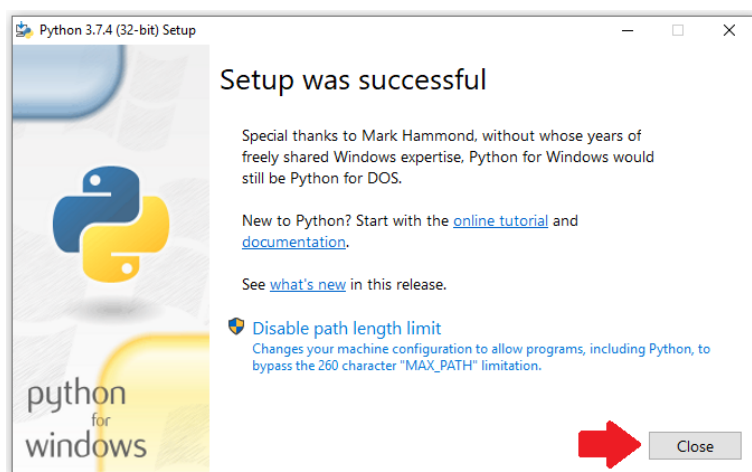 Python 3.7.4 (32-bit) Setup
Setup was successful
Special thanks to Mark Hammond, without whose years of
freely shared Windows expertise, Python for Windows would
still be Python for DOS.
New to Python? Start with the online tutorial and
documentation.
See what's new in this release.
Disable path length limit
Changes your machine configuration to allow programs, including Python, to
bypass the 260 character "MAX_PATH" limitation.
python
for
windows
Close